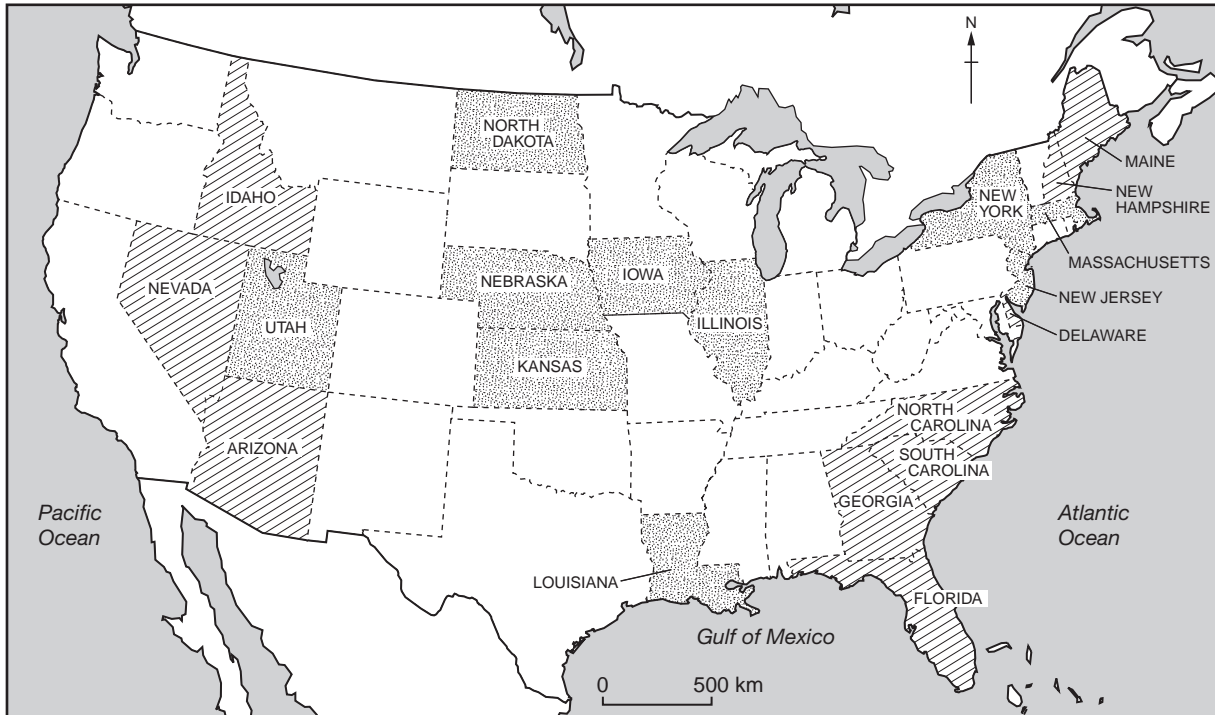 N
NORTH
DAKOTA
MAINE
IDAHO
NEW
YORK
NEW
HAMPSHIRE
MASSACHUSETTS
NEVADA
NEBRASKA
IOWA
NEW JERSEY
UTAH
ILLINOIS
DELAWARE
KANSAS
NORTH
CAROLINA
ARIZONA
SOUTH
CAROLINA
GEORGIA
Pacific
Ocean
Atlantic
Ocean
LOUISIANA
FLORIDA
Gulf of Mexico
0 500 km